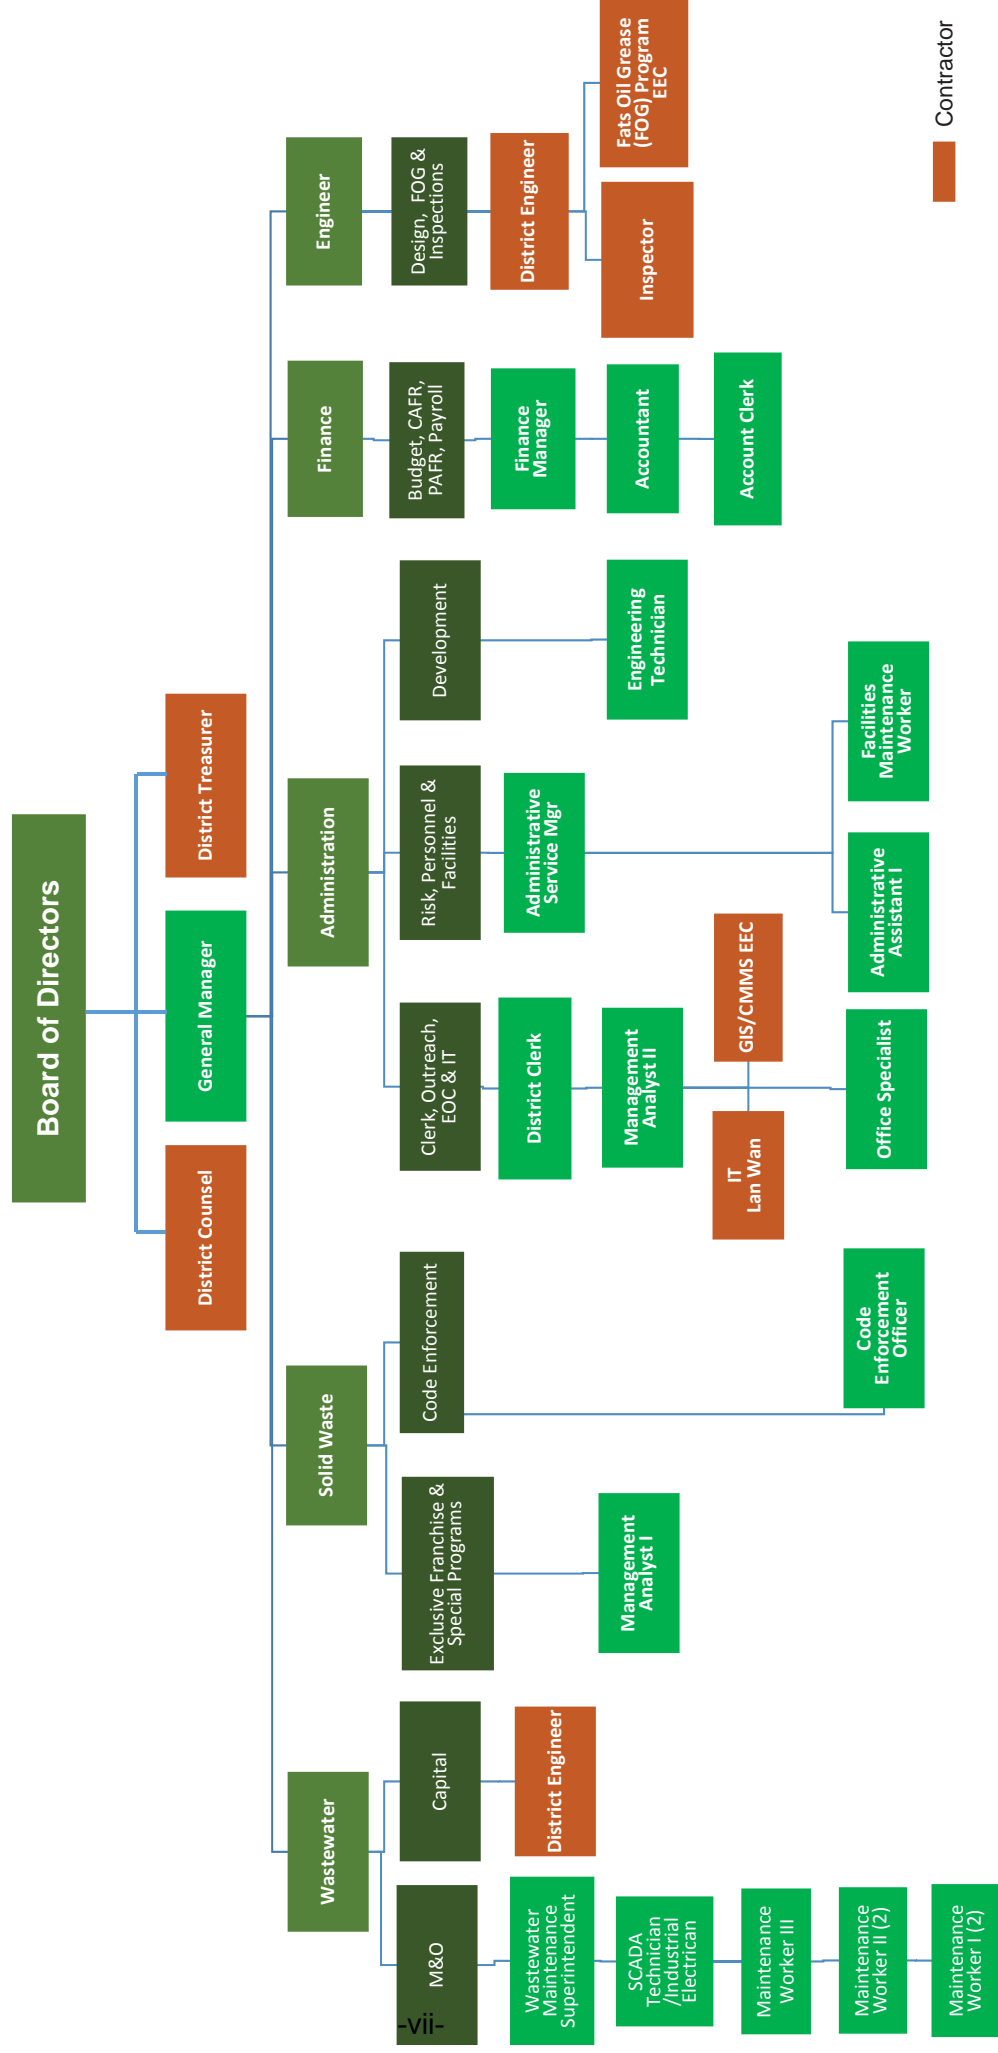 Board of Directors
District Counsel
General Manager
District Treasurer
Wastewater
Solid Waste
Administration
Finance
Engineer
M&O
Capital
Exclusive Franchise &
Special Programs
Code Enforcement
Clerk, Outreach,
EOC & IT
Risk, Personnel &
Facilities
Development
Budget, CAFR,
PAFR, Payroll
Design, FOG &
Inspections
Wastewater
Maintenance
Superintendent
District Engineer
District Clerk
Administrative
Service Mgr
Finance
Manager
District Engineer
SCADA
Technician
/Industrial
Electrican
Management
Analyst I
Management
Analyst II
Engineering
Technician
Accountant
Inspector
Fats Oil Grease
(FOG) Program
EEC
Maintenance
Worker III
IT
Lan Wan
GIS/CMMS EEC
Account Clerk
Maintenance
Worker II (2)
Code
Enforcement
Officer
Office Specialist
Administrative
Assistant I
Facilities
Maintenance
Worker
Maintenance
Worker I (2)
Contractor
-vii-